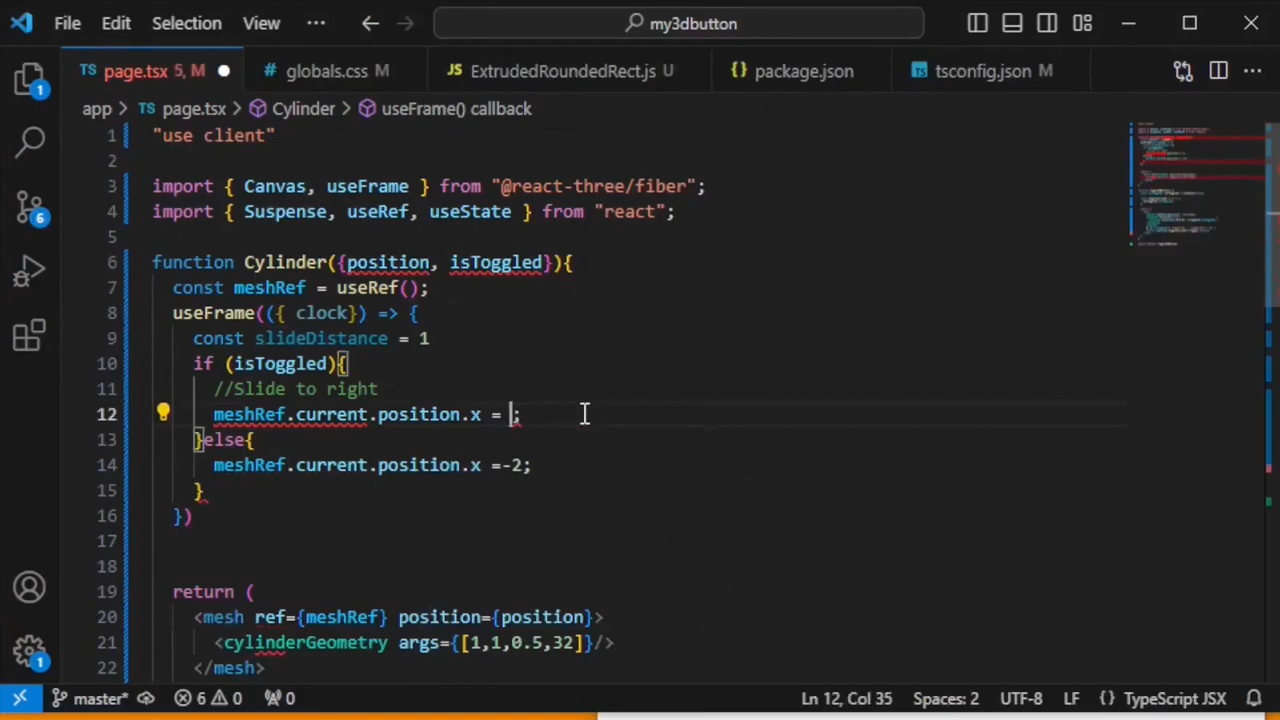 File Edit Selection View ··· my3dbutton
TS page.tsx 5, M # globals.css M JS ExtrudedRoundedRect.js U {} package.json TS tsconfig.json M ···
app > TS page.tsx > Cylinder > useFrame() callback
1 "use client"
2
3 import { Canvas, useFrame } from "@react-three/fiber";
4 import { Suspense, useRef, useState } from "react";
5
6 function Cylinder({position, isToggled}){
7 const meshRef = useRef();
8 useFrame(({ clock}) => {
9 const slideDistance = 1
10 if (isToggled){
11 //Slide to right
12 meshRef.current.position.x = ;
13 }else{
14 meshRef.current.position.x =-2;
15 }
16 })
17
18
19 return (
20 <mesh ref={meshRef} position={position}>
21 <cylinderGeometry args={[1,1,0.5,32]}/>
22 </mesh>
1
6
1
master* 6 0 0 Ln 12, Col 35 Spaces: 2 UTF-8 LF {} TypeScript JSX